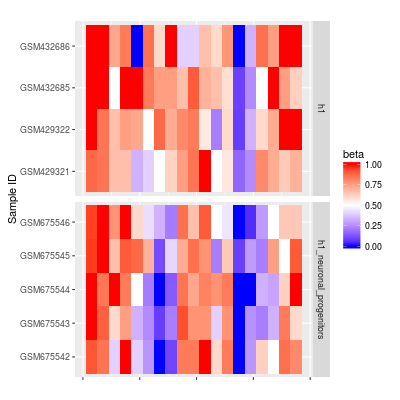 GSM432686
GSM432685
GSM429322
GSM429321
h1
GSM675546
GSM675545
GSM675544
GSM675543
GSM675542
h1_neuronal_progenitors
Sample ID
beta
1.00
0.75
0.50
0.25
0.00